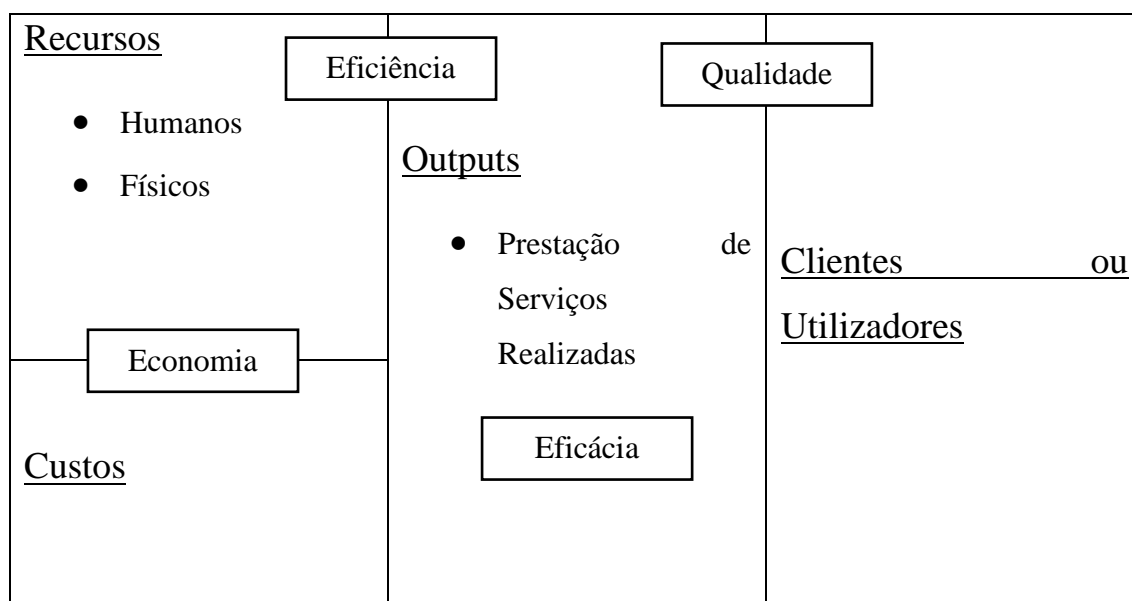 Recursos
Eficiência
Qualidade
• Humanos
• Físicos
Outputs
• Prestação de
Serviços
Realizadas
Clientes ou
Utilizadores
Economia
Eficácia
Custos